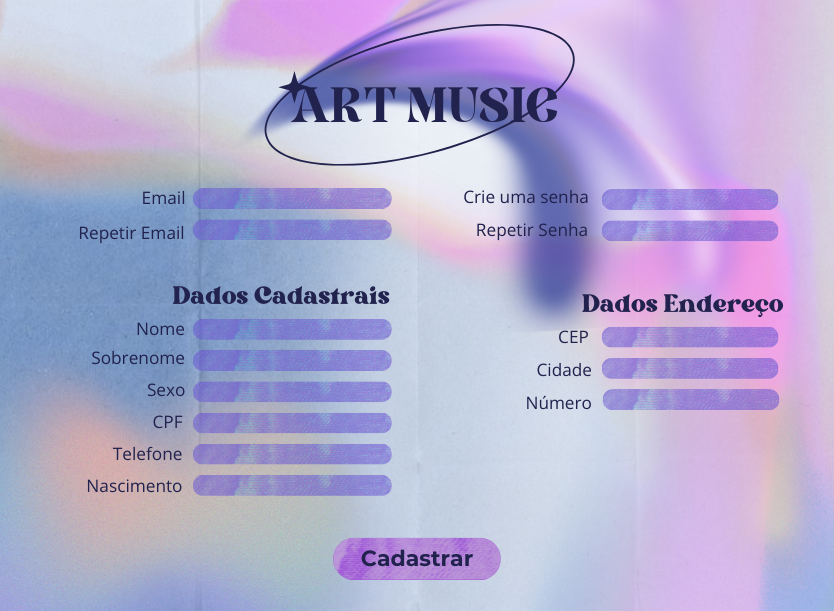 ART MUSIC
Email
Repetir Email
Crie uma senha
Repetir Senha
Dados Cadastrais
Nome
Sobrenome
Sexo
CPF
Telefone
Nascimento
Dados Endereço
CEP
Cidade
Número
Cadastrar